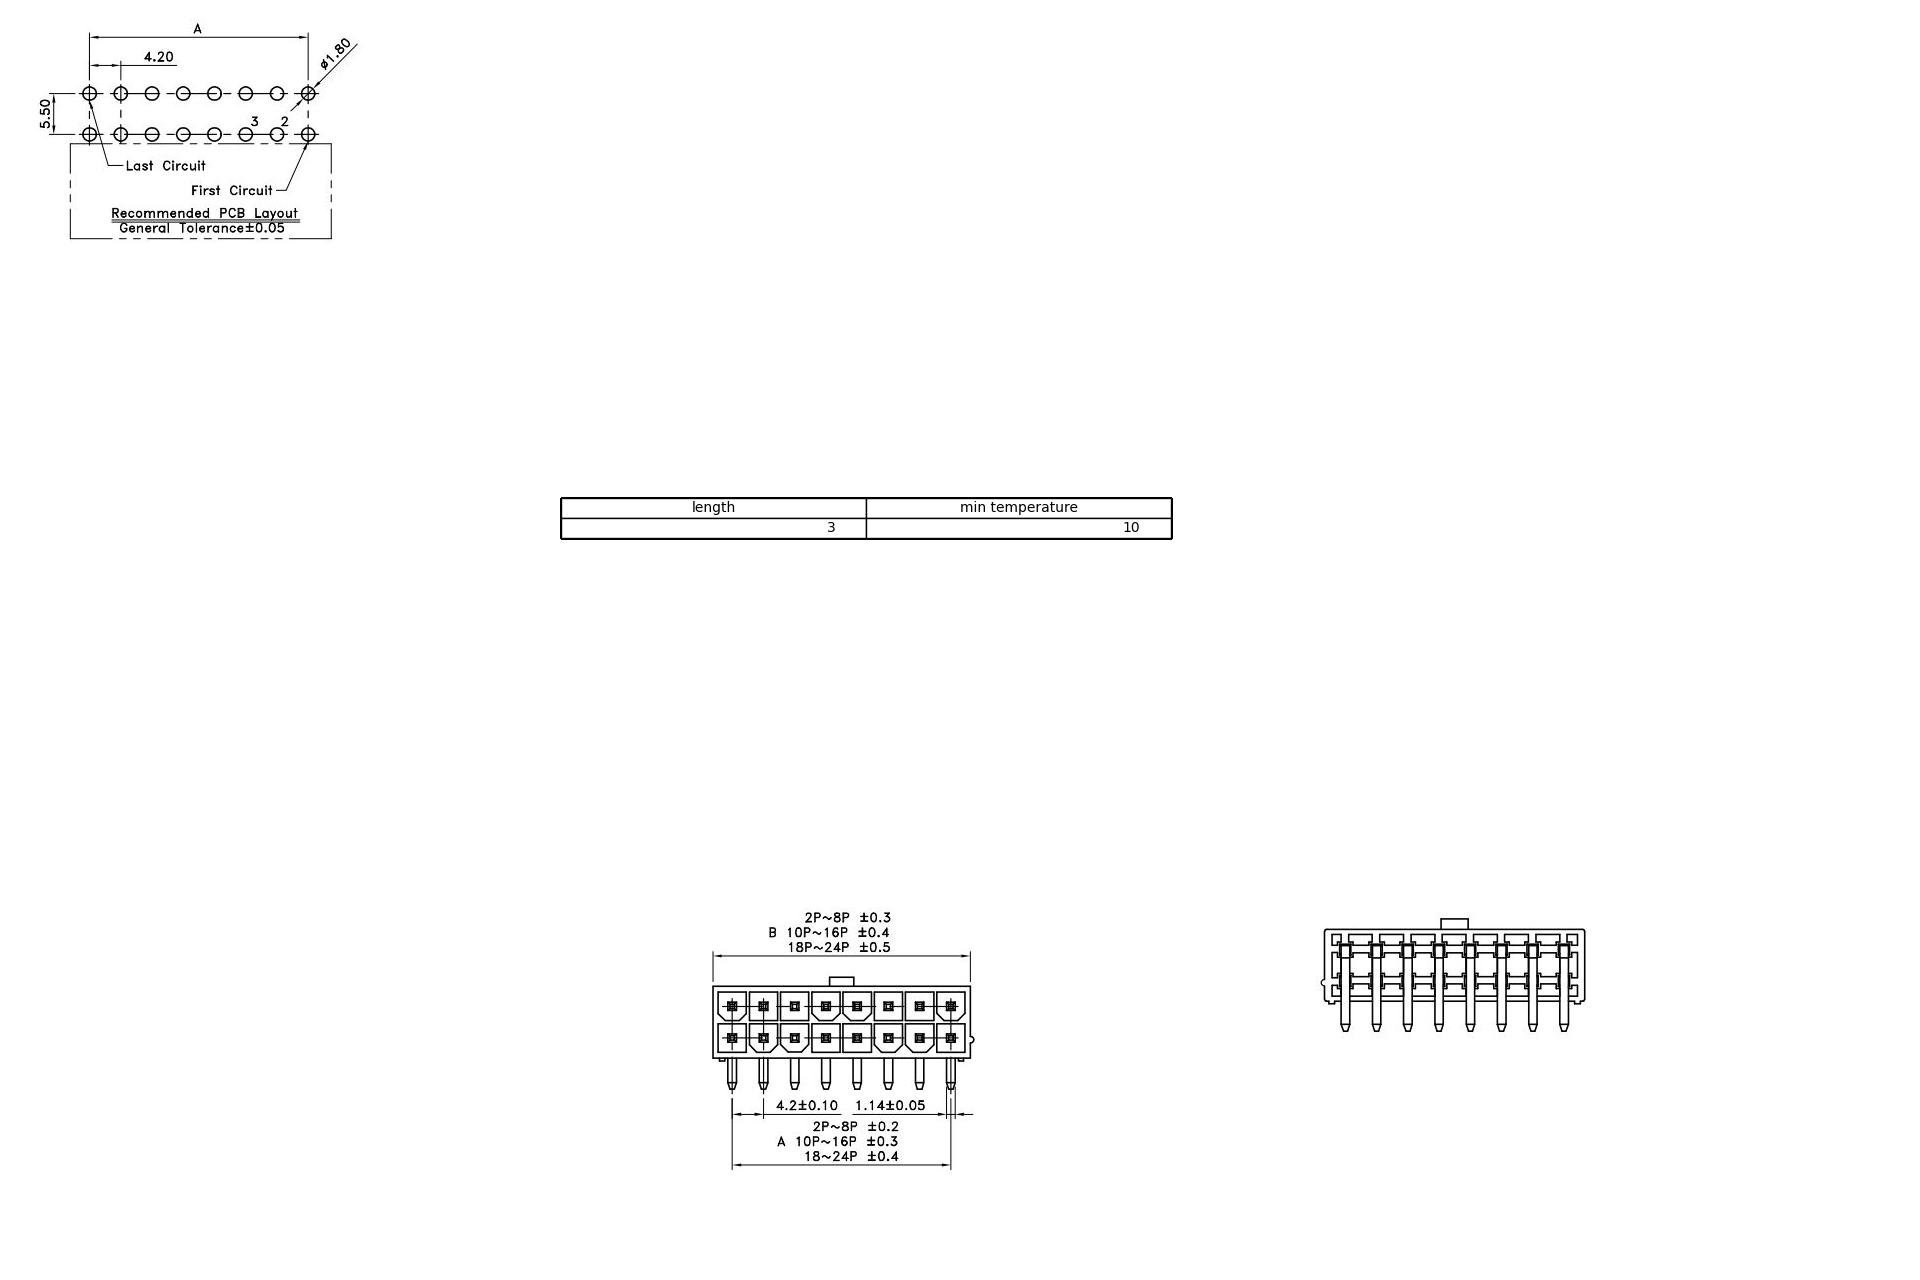 A
4.20
ø1.80
5.50
3 2
Last Circuit
First Circuit
Recommended PCB Layout
General Tolerance±0.05
length min temperature
3 10
2P~8P ±0.3
B 10P~16P ±0.4
18P~24P ±0.5
4.2±0.10 1.14±0.05
2P~8P ±0.2
A 10P~16P ±0.3
18~24P ±0.4